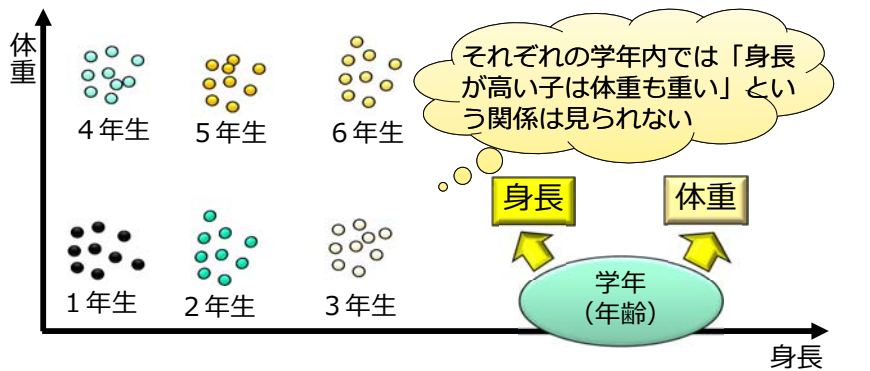 体重
それぞれの学年内では「身長
が高い子は体重も重い」とい
う関係は見られない
４年生
５年生
６年生
身長
体重
１年生
２年生
３年生
学年
（年齢）
身長